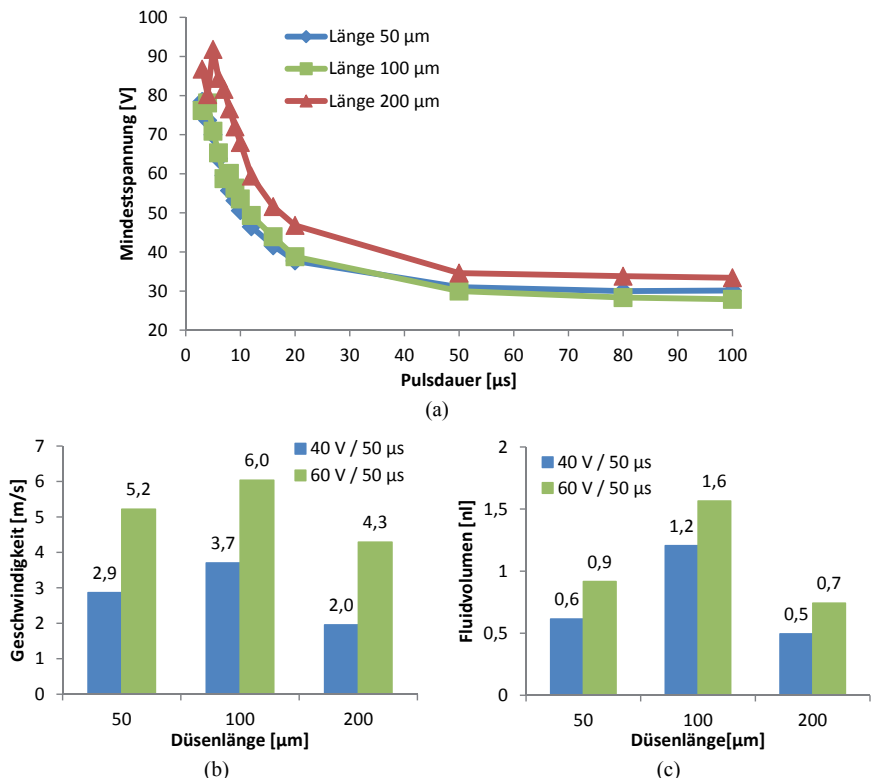 100
90
80
70
60
50
40
30
20
Mindestspannung [V]
Länge 50 µm
Länge 100 µm
Länge 200 µm
0 10 20 30 40 50 60 70 80 90 100
Pulsdauer [µs]
(a)
7
6
5
4
3
2
1
0
Geschwindigkeit [m/s]
40 V / 50 µs
60 V / 50 µs
2,9
5,2
3,7
6,0
2,0
4,3
50 100 200
Düsenlänge [µm]
(b)
2
1,5
1
0,5
0
Fluidvolumen [nl]
40 V / 50 µs
60 V / 50 µs
0,6
0,9
1,2
1,6
0,5
0,7
50 100 200
Düsenlänge[µm]
(c)